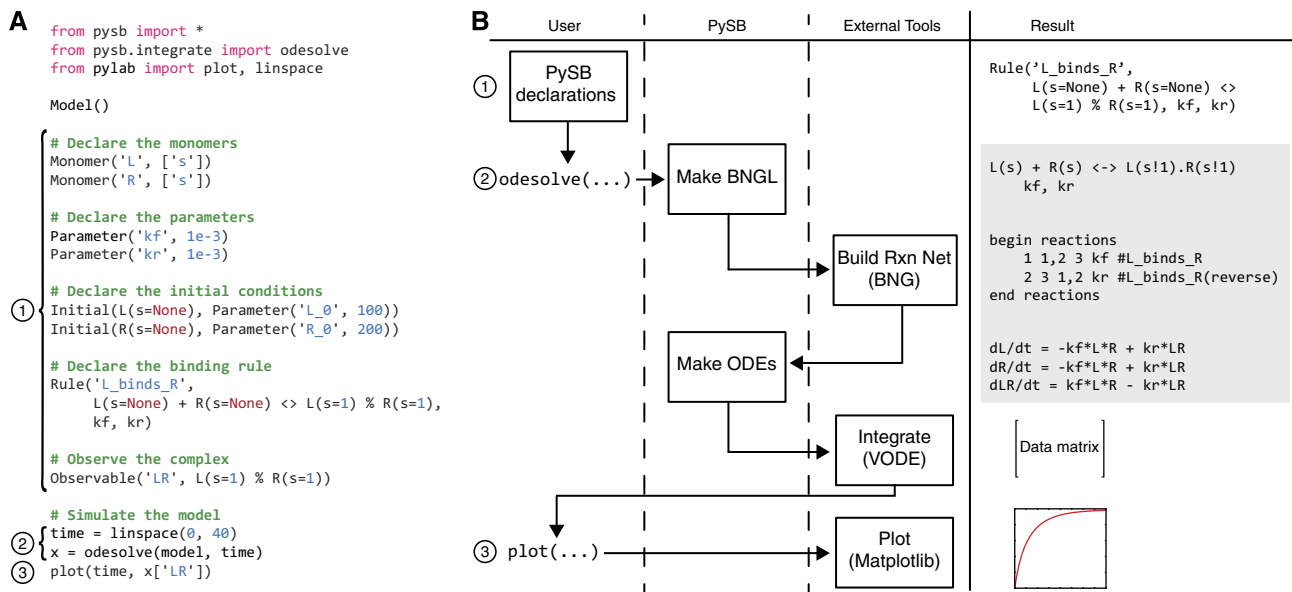 A
from pysb import *
from pysb.integrate import odesolve
from pylab import plot, linspace
Model()
# Declare the monomers
Monomer('L', ['s'])
Monomer('R', ['s'])
# Declare the parameters
Parameter('kf', 1e-3)
Parameter('kr', 1e-3)
# Declare the initial conditions
1
Initial(L(s=None), Parameter('L_0', 100))
Initial(R(s=None), Parameter('R_0', 200))
# Declare the binding rule
Rule('L_binds_R',
L(s=None) + R(s=None) <> L(s=1) % R(s=1),
kf, kr)
# Observe the complex
Observable('LR', L(s=1) % R(s=1))
# Simulate the model
2
time = linspace(0, 40)
x = odesolve(model, time)
3
plot(time, x['LR'])
B
User
PySB
External Tools
Result
1
PySB
declarations
Rule('L_binds_R',
L(s=None) + R(s=None) <>
L(s=1) % R(s=1), kf, kr)
2
odesolve(...)
Make BNGL
L(s) + R(s) <-> L(s!1).R(s!1)
kf, kr
Build Rxn Net
(BNG)
begin reactions
1 1,2 3 kf #L_binds_R
2 3 1,2 kr #L_binds_R(reverse)
end reactions
Make ODEs
dL/dt = -kf*L*R + kr*LR
dR/dt = -kf*L*R + kr*LR
dLR/dt = kf*L*R - kr*LR
Integrate
(VODE)
Data matrix
3
plot(...)
Plot
(Matplotlib)